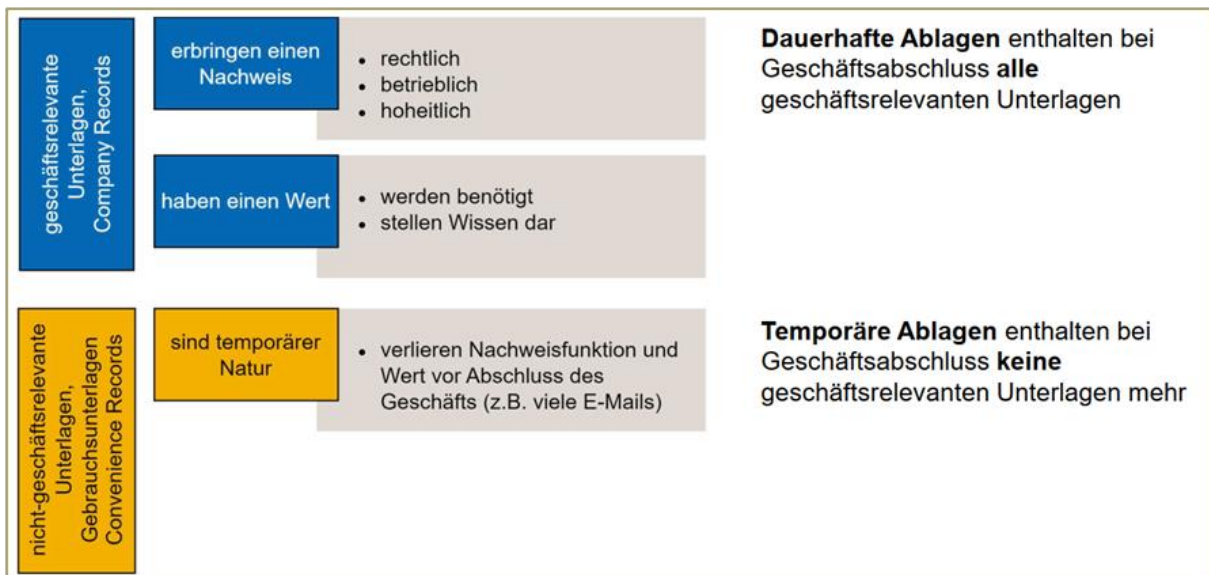 geschäftsrelevante
Unterlagen,
Company Records
erbringen einen
Nachweis
• rechtlich
• betrieblich
• hoheitlich
Dauerhafte Ablagen enthalten bei
Geschäftsabschluss alle
geschäftsrelevanten Unterlagen
haben einen Wert
• werden benötigt
• stellen Wissen dar
nicht-geschäftsrelevante
Unterlagen,
Gebrauchsunterlagen
Convenience Records
sind temporärer
Natur
• verlieren Nachweisfunktion und
Wert vor Abschluss des
Geschäfts (z.B. viele E-Mails)
Temporäre Ablagen enthalten bei
Geschäftsabschluss keine
geschäftsrelevanten Unterlagen mehr